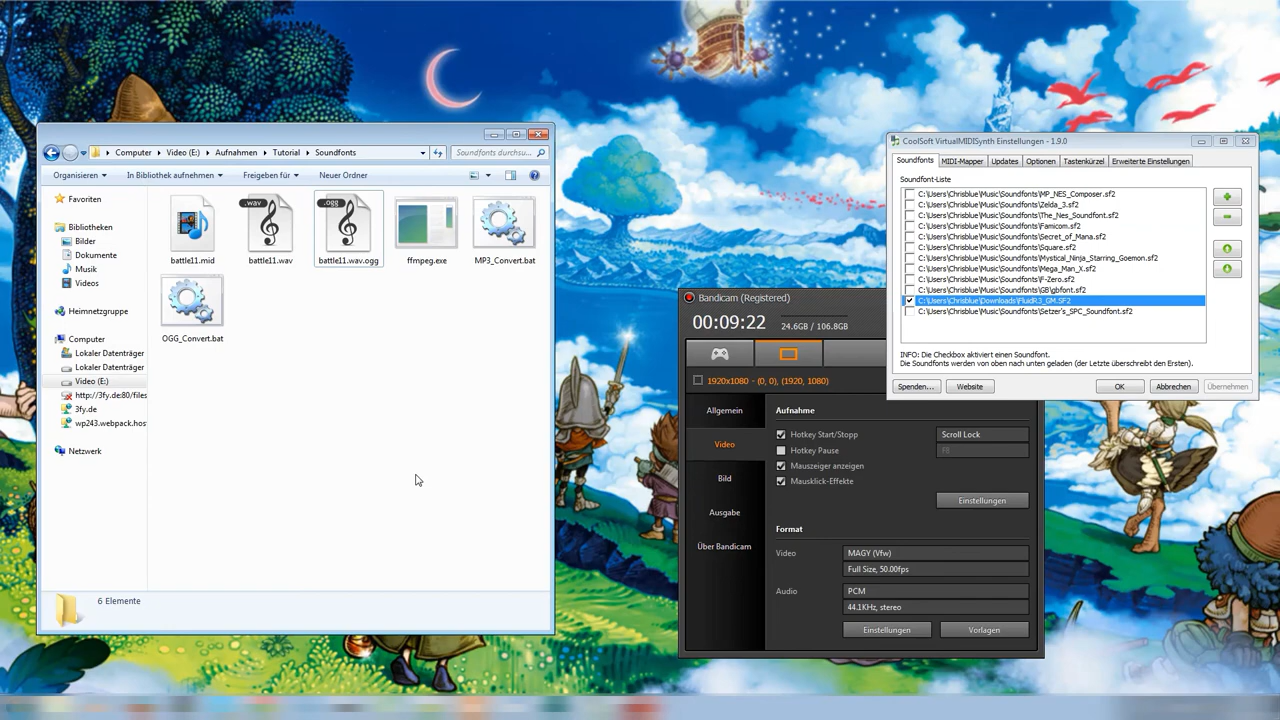 Computer Video (E:) Aufnahmen Tutorial Soundfonts Soundfonts durchsu...
Organisieren In Bibliothek aufnehmen Freigeben für Neuer Ordner
Favoriten
Bibliotheken
Bilder
Dokumente
Musik
Videos
Heimnetzgruppe
Computer
Lokaler Datenträger
Lokaler Datenträger
Video (E:)
http://3fy.de:80/files
3fy.de
wp243.webpack.hos
Netzwerk
.wav
.ogg
battle11.mid battle11.wav battle11.wav.ogg ffmpeg.exe MP3_Convert.bat
OGG_Convert.bat
6 Elemente
CoolSoft VirtualMIDISynth Einstellungen - 1.9.0
Soundfonts MIDI-Mapper Updates Optionen Tastenkürzel Erweiterte Einstellungen
Soundfont-Liste
C:\Users\Chrisblue\Music\Soundfonts\MP_NES_Composer.sf2
C:\Users\Chrisblue\Music\Soundfonts\Zelda_3.sf2
C:\Users\Chrisblue\Music\Soundfonts\The_Nes_Soundfont.sf2
C:\Users\Chrisblue\Music\Soundfonts\Famicom.sf2
C:\Users\Chrisblue\Music\Soundfonts\Secret_of_Mana.sf2
C:\Users\Chrisblue\Music\Soundfonts\Square.sf2
C:\Users\Chrisblue\Music\Soundfonts\Mystical_Ninja_Starring_Goemon.sf2
C:\Users\Chrisblue\Music\Soundfonts\Mega_Man_X.sf2
C:\Users\Chrisblue\Music\Soundfonts\F-Zero.sf2
C:\Users\Chrisblue\Music\Soundfonts\GB\gbfont.sf2
C:\Users\Chrisblue\Downloads\FluidR3_GM.SF2
C:\Users\Chrisblue\Music\Soundfonts\Setzer's_SPC_Soundfont.sf2
INFO: Die Checkbox aktiviert einen Soundfont.
Die Soundfonts werden von oben nach unten geladen (der Letzte überschreibt den Ersten).
Spenden... Website OK Abbrechen Übernehmen
Bandicam (Registered)
00:09:22 24.6GB / 106.8GB
1920x1080 - (0, 0), (1920, 1080)
Allgemein
Video
Bild
Ausgabe
Über Bandicam
Aufnahme
Hotkey Start/Stopp Scroll Lock
Hotkey Pause F8
Mauszeiger anzeigen
Mausklick-Effekte
Einstellungen
Format
Video MAGY (Vfw)
Full Size, 50.00fps
Audio PCM
44.1KHz, stereo
Einstellungen Vorlagen